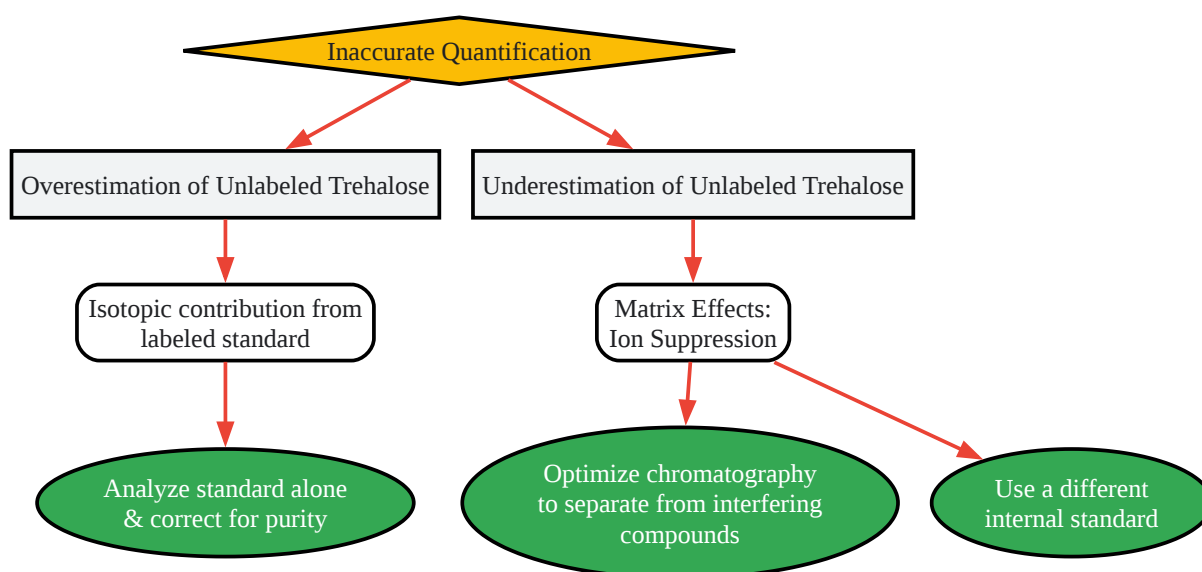 Inaccurate Quantification
Overestimation of Unlabeled Trehalose
Underestimation of Unlabeled Trehalose
Isotopic contribution from
labeled standard
Matrix Effects:
Ion Suppression
Analyze standard alone
& correct for purity
Optimize chromatography
to separate from interfering
compounds
Use a different
internal standard